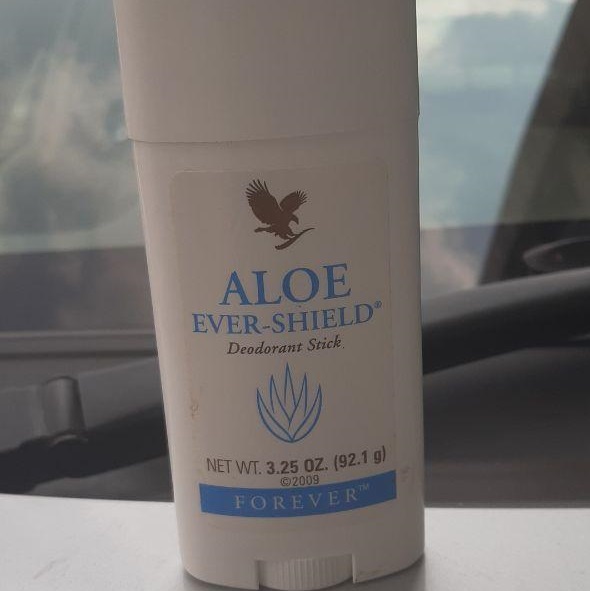 ALOE
EVER-SHIELD®
Deodorant Stick
NET WT. 3.25 OZ. (92.1 g)
©2009
FOREVER™